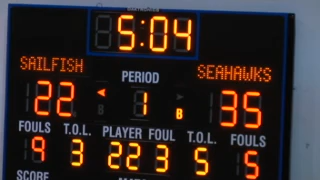 5:04
SAILFISH
SEAHAWKS
PERIOD
22 B 1 B 35
FOULS T.O.L. PLAYER FOUL T.O.L. FOULS
9 3 22 3 5 5
SCORE